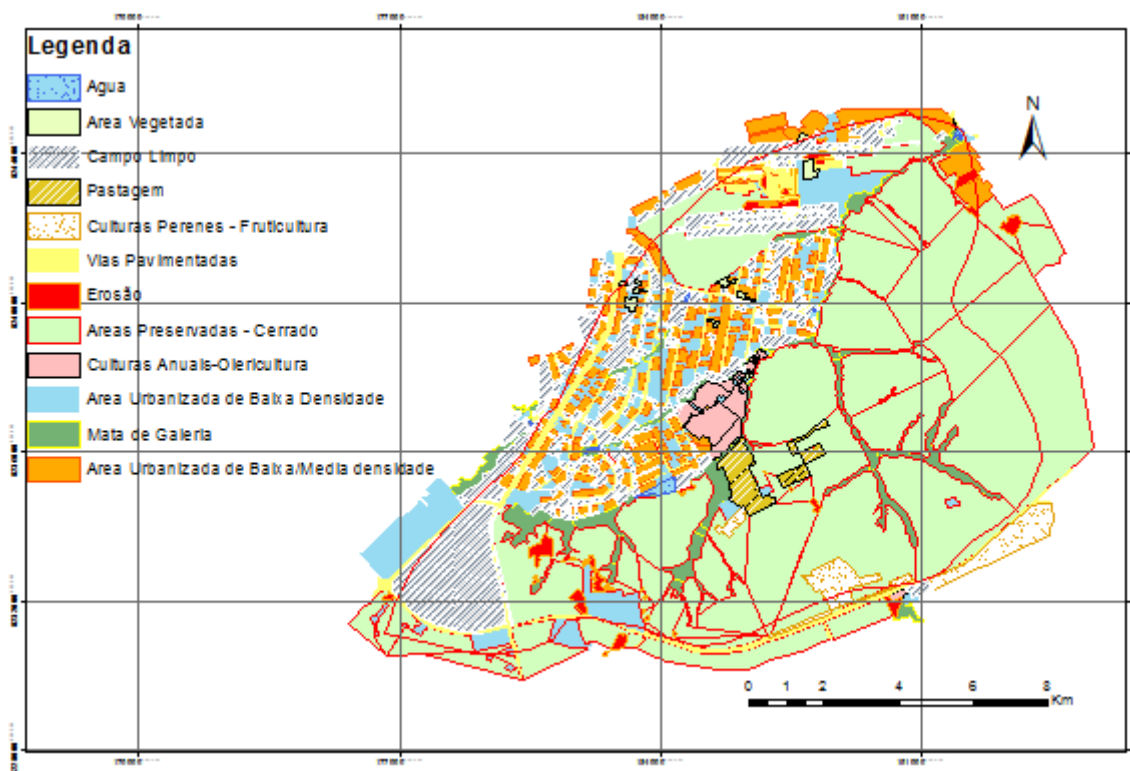 Legenda
Agua
Area Vegetada
Campo Limpo
Pastagem
Culturas Perenes - Fruticultura
Vias Pavimentadas
Erosão
Areas Preservadas - Cerrado
Culturas Anuais-Olericultura
Area Urbanizada de Baixa Densidade
Mata de Galeria
Area Urbanizada de Baixa/Media densidade
N
0 1 2 4 6 8
Km